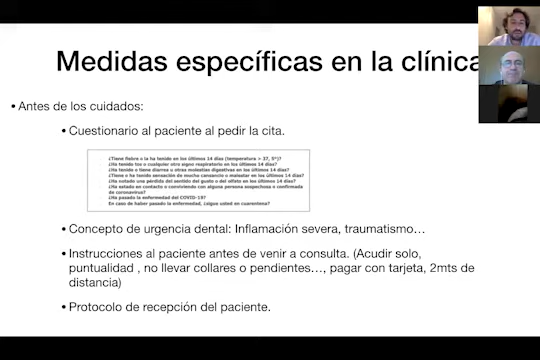 Medidas específicas en la clínica
• Antes de los cuidados:
• Cuestionario al paciente al pedir la cita.
¿Tiene fiebre o la ha tenido en los últimos 14 días (temperatura > 37, 5º)?
¿Ha tenido tos o cualquier otro signo respiratorio en los últimos 14 días?
¿Ha tenido o tiene diarrea u otras molestias digestivas en los últimos 14 días?
¿Tiene o ha tenido sensación de mucho cansancio o malestar en los últimos 14 días?
¿Ha notado una pérdida del sentido del gusto o del olfato en los últimos 14 días?
¿Ha estado en contacto o conviviendo con alguna persona sospechosa o confirmada
de coronavirus?
¿Ha pasado la enfermedad del COVID-19?
En caso de haber pasado la enfermedad, ¿sigue usted en cuarentena?
• Concepto de urgencia dental: Inflamación severa, traumatismo…
• Instrucciones al paciente antes de venir a consulta. (Acudir solo,
puntualidad , no llevar collares o pendientes…, pagar con tarjeta, 2mts de
distancia)
• Protocolo de recepción del paciente.